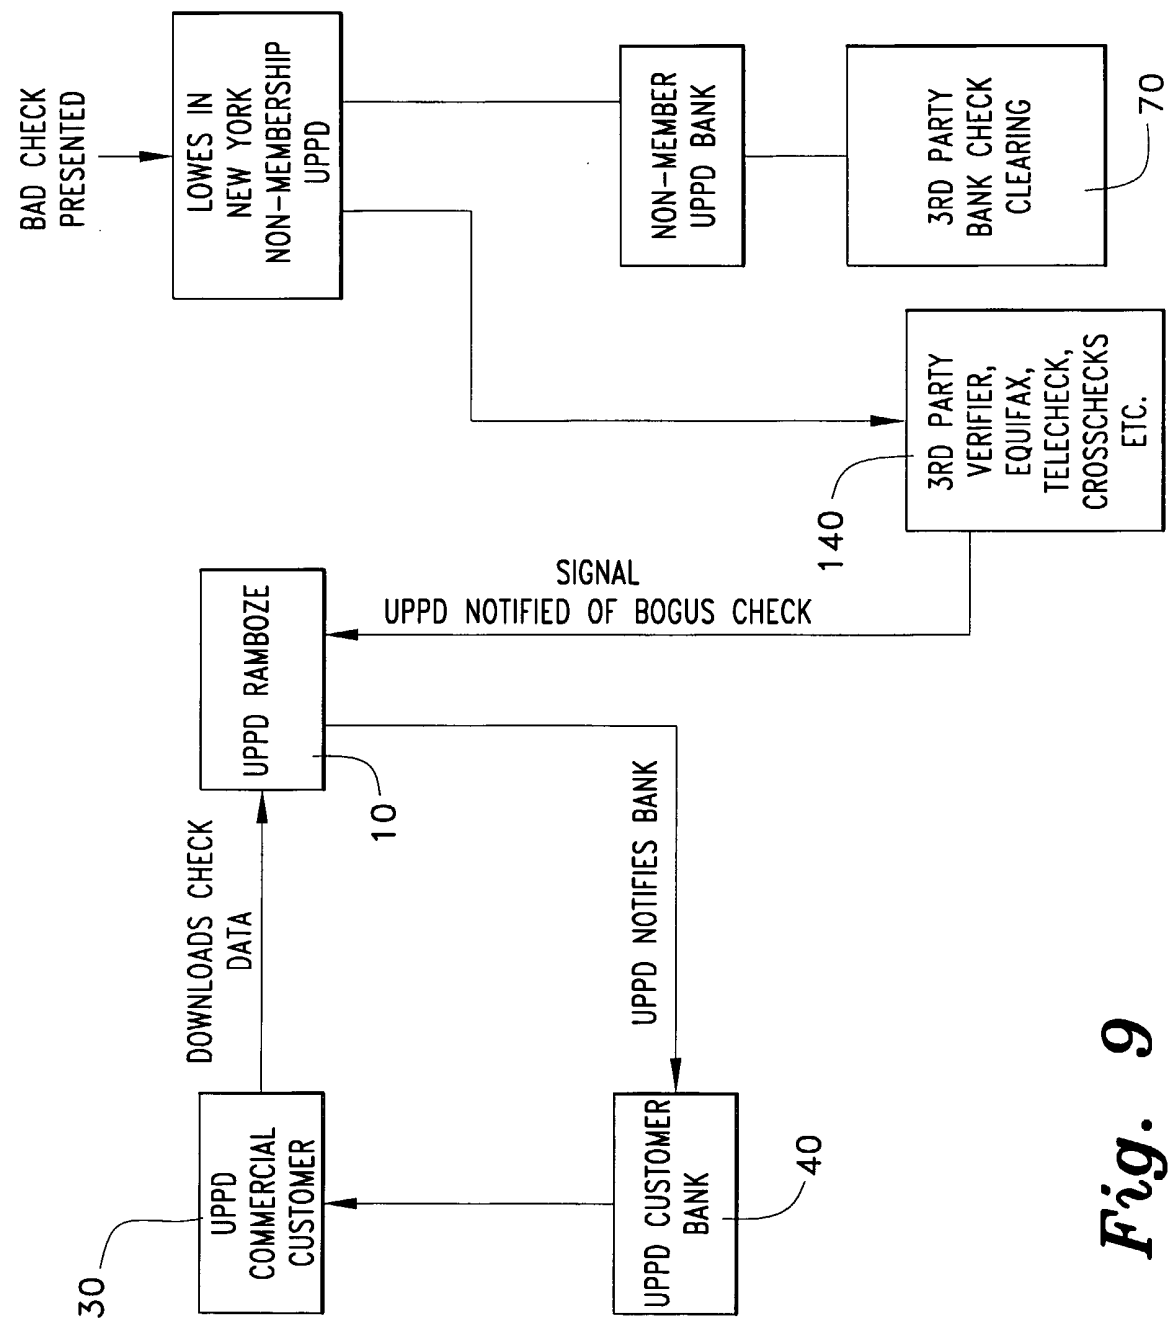 30
UPPD
COMMERCIAL
CUSTOMER
DOWNLOADS CHECK
DATA
UPPD RAMBOZE
10
BAD CHECK
PRESENTED
LOWES IN
NEW YORK
NON-MEMBERSHIP
UPPD
SIGNAL
UPPD NOTIFIED OF BOGUS CHECK
UPPD NOTIFIES BANK
UPPD CUSTOMER
BANK
40
NON-MEMBER
UPPD BANK
140
3RD PARTY
VERIFIER,
EQUIFAX,
TELECHECK,
CROSSCHECKS
ETC.
3RD PARTY
BANK CHECK
CLEARING
70
Fig. 9